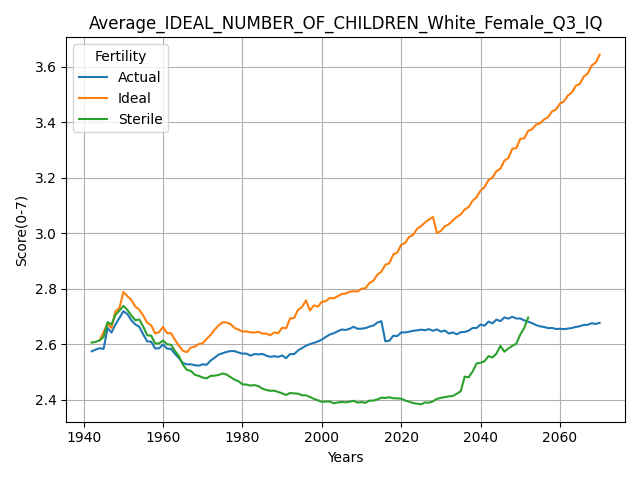 Average_IDEAL_NUMBER_OF_CHILDREN_White_Female_Q3_IQ
Fertility
Actual
Ideal
Sterile
Score(0-7)
3.6
3.4
3.2
3.0
2.8
2.6
2.4
1940
1960
1980
2000
2020
2040
2060
Years